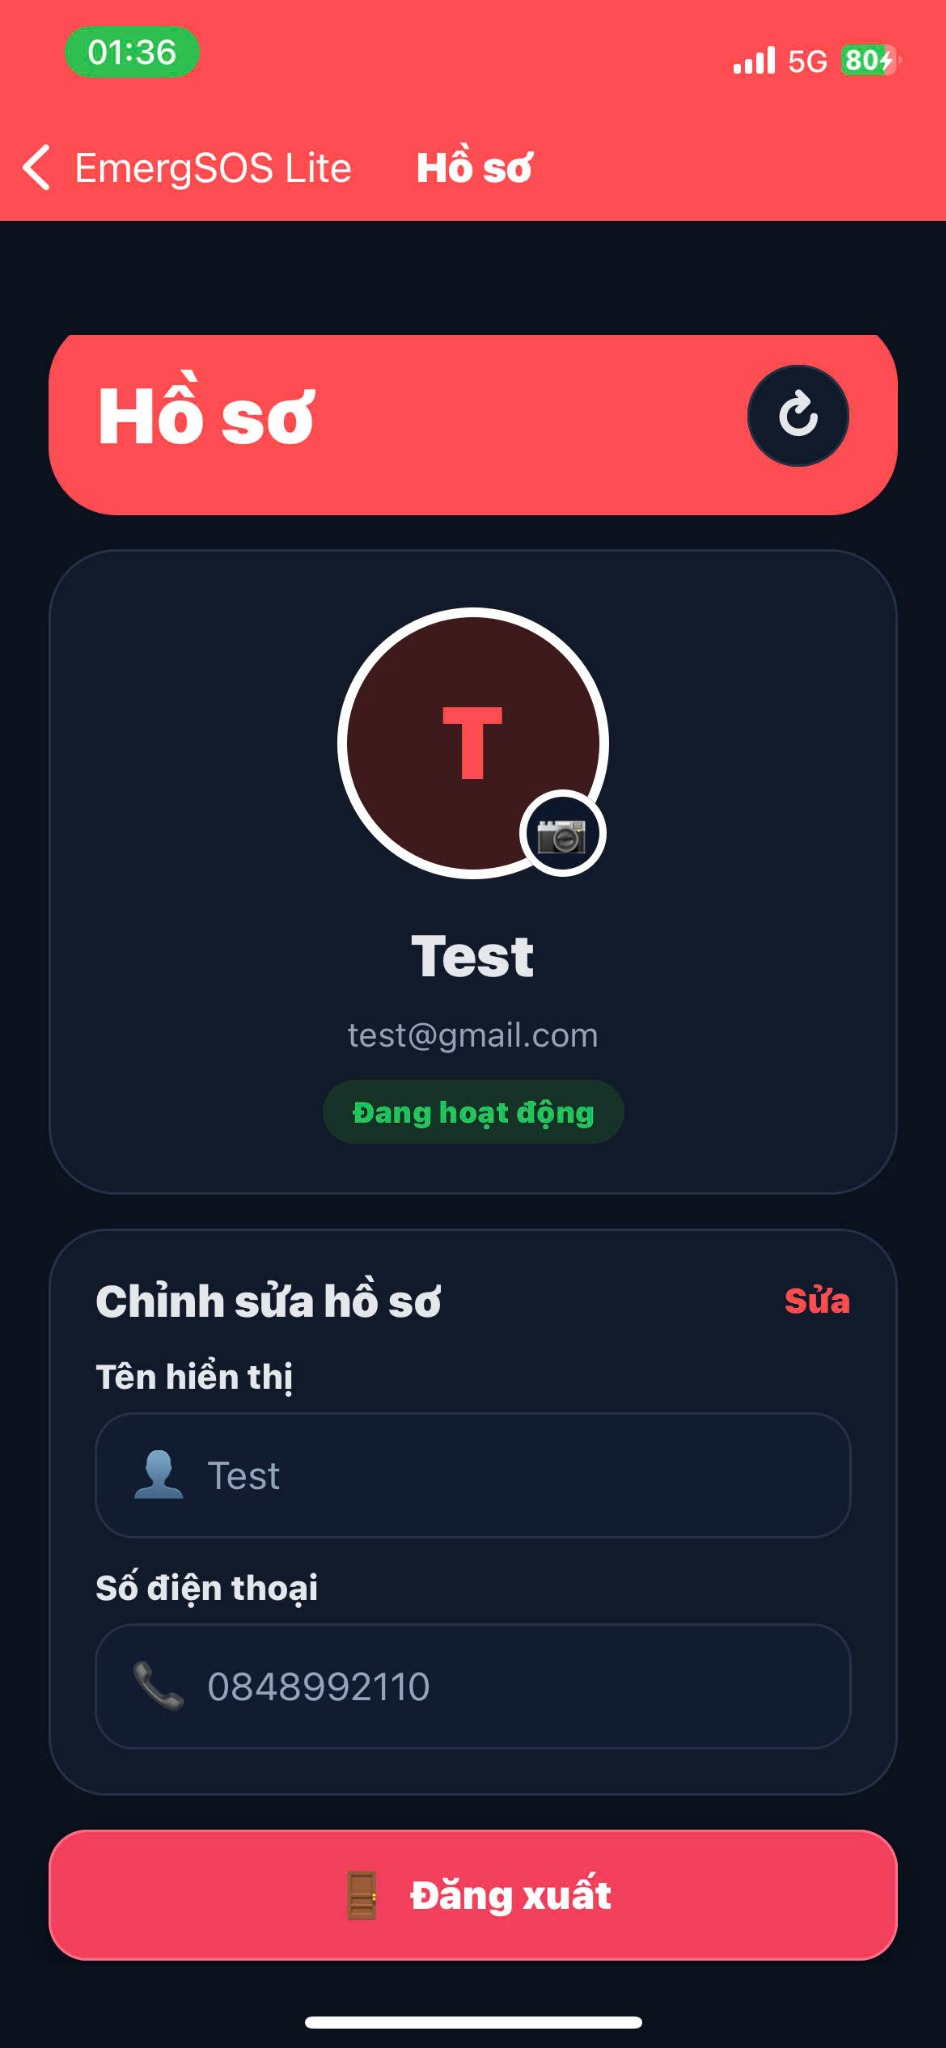 01:36
5G
80
EmergSOS Lite
Hồ sơ
Hồ sơ
T
Test
test@gmail.com
Đang hoạt động
Chỉnh sửa hồ sơ
Sửa
Tên hiển thị
Test
Số điện thoại
0848992110
Đăng xuất